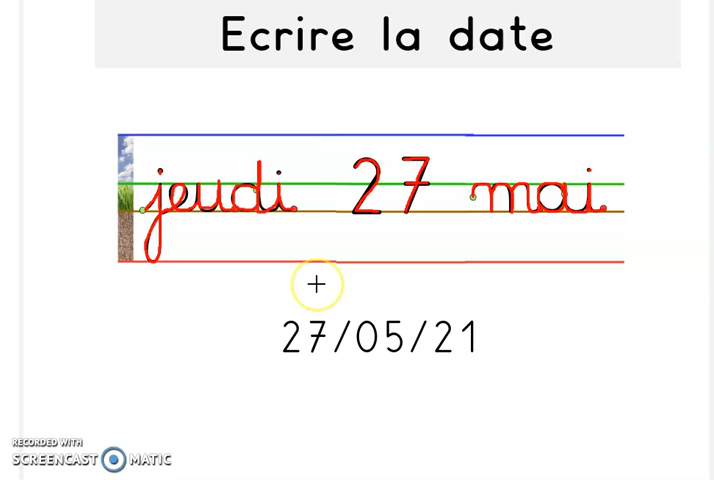 Ecrire la date
jeudi 27 mai
27/05/21
RECORDED WITH
SCREENCAST MATIC